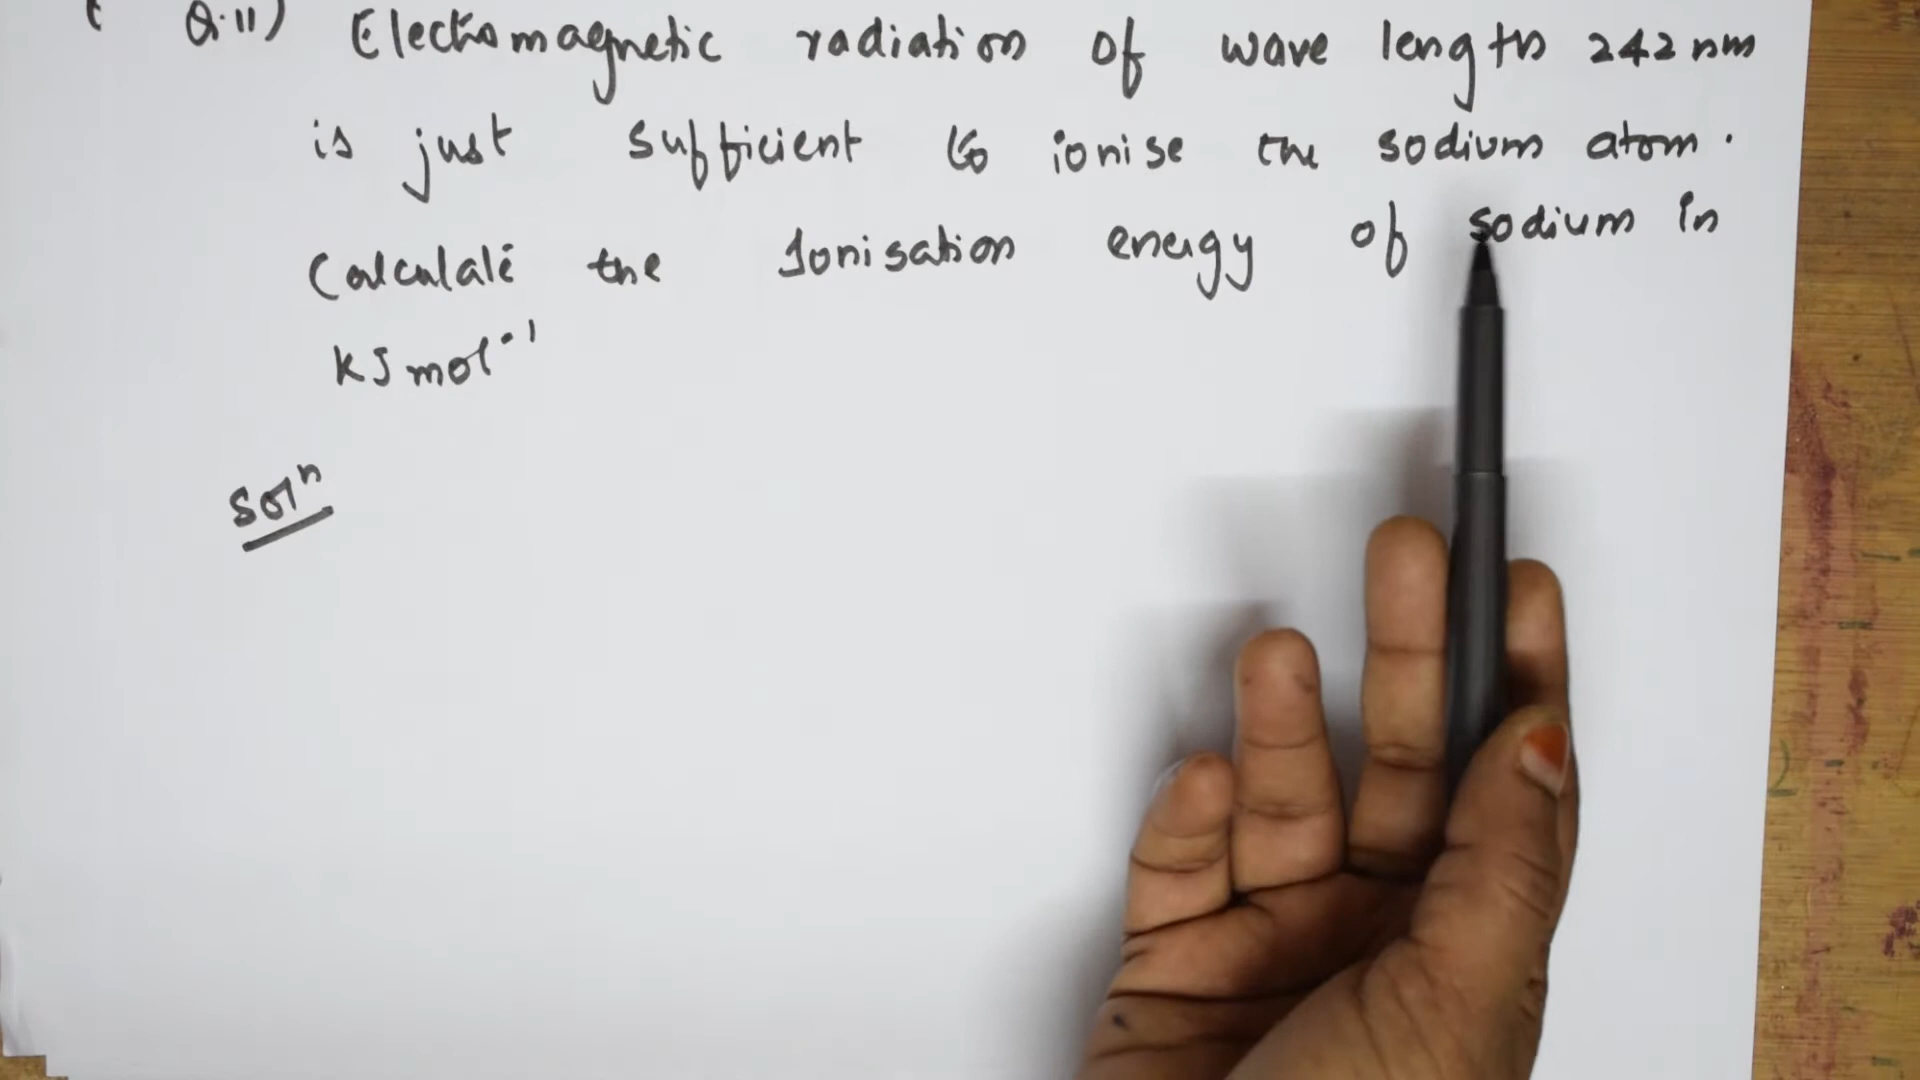 Q.11) Electromagnetic radiation of wave length 242 nm
is just sufficient to ionise the sodium atom.
Calculate the Ionisation energy of sodium in
KJ mol-1
Soln